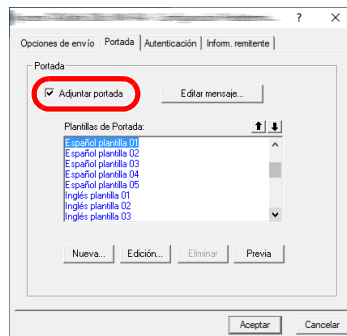 Opciones de envío Portada Autenticación Inform. remitente
Portada
Adjuntar portada Editar mensaje...
Plantillas de Portada:
Español plantilla 01
Español plantilla 02
Español plantilla 03
Español plantilla 04
Español plantilla 05
Inglés plantilla 01
Inglés plantilla 02
Inglés plantilla 03
Nueva... Edición... Eliminar Previa
Aceptar Cancelar